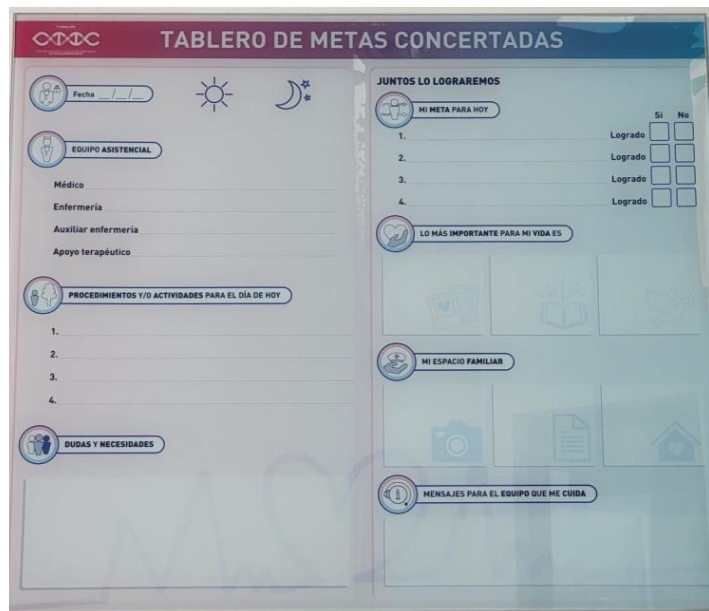 TABLERO DE METAS CONCERTADAS
Fecha __/__/__
EQUIPO ASISTENCIAL
Médico
Enfermería
Auxiliar enfermería
Apoyo terapéutico
PROCEDIMIENTOS Y/O ACTIVIDADES PARA EL DÍA DE HOY
1.
2.
3.
4.
DUDAS Y NECESIDADES
JUNTOS LO LOGRAREMOS
MI META PARA HOY
Si No
1. Logrado
2. Logrado
3. Logrado
4. Logrado
LO MÁS IMPORTANTE PARA MI VIDA ES
MI ESPACIO FAMILIAR
MENSAJES PARA EL EQUIPO QUE ME CUIDA